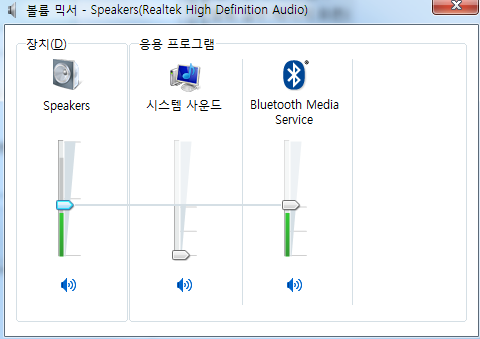 볼륨 믹서 - Speakers(Realtek High Definition Audio)
장치(D)
응용 프로그램
Speakers
시스템 사운드
Bluetooth Media
Service